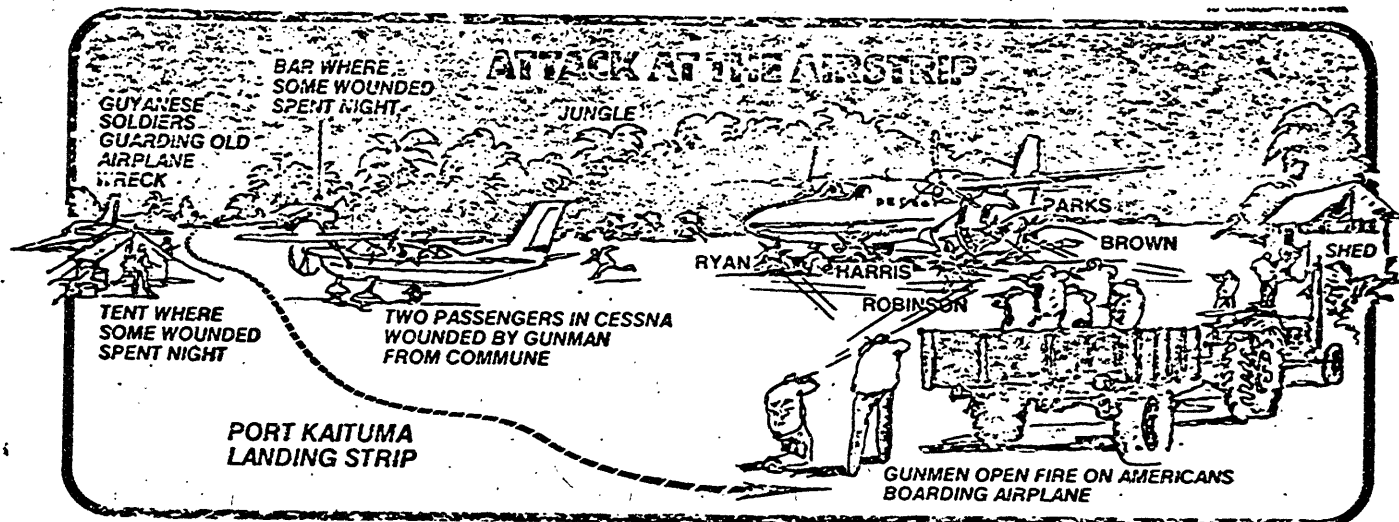 ATTACK AT THE AIRSTRIP
BAR WHERE
SOME WOUNDED
SPENT NIGHT
GUYANESE
SOLDIERS
GUARDING OLD
AIRPLANE
WRECK
JUNGLE
PARKS
BROWN
SHED
RYAN
HARRIS
ROBINSON
TENT WHERE
SOME WOUNDED
SPENT NIGHT
TWO PASSENGERS IN CESSNA
WOUNDED BY GUNMAN
FROM COMMUNE
PORT KAITUMA
LANDING STRIP
GUNMEN OPEN FIRE ON AMERICANS
BOARDING AIRPLANE